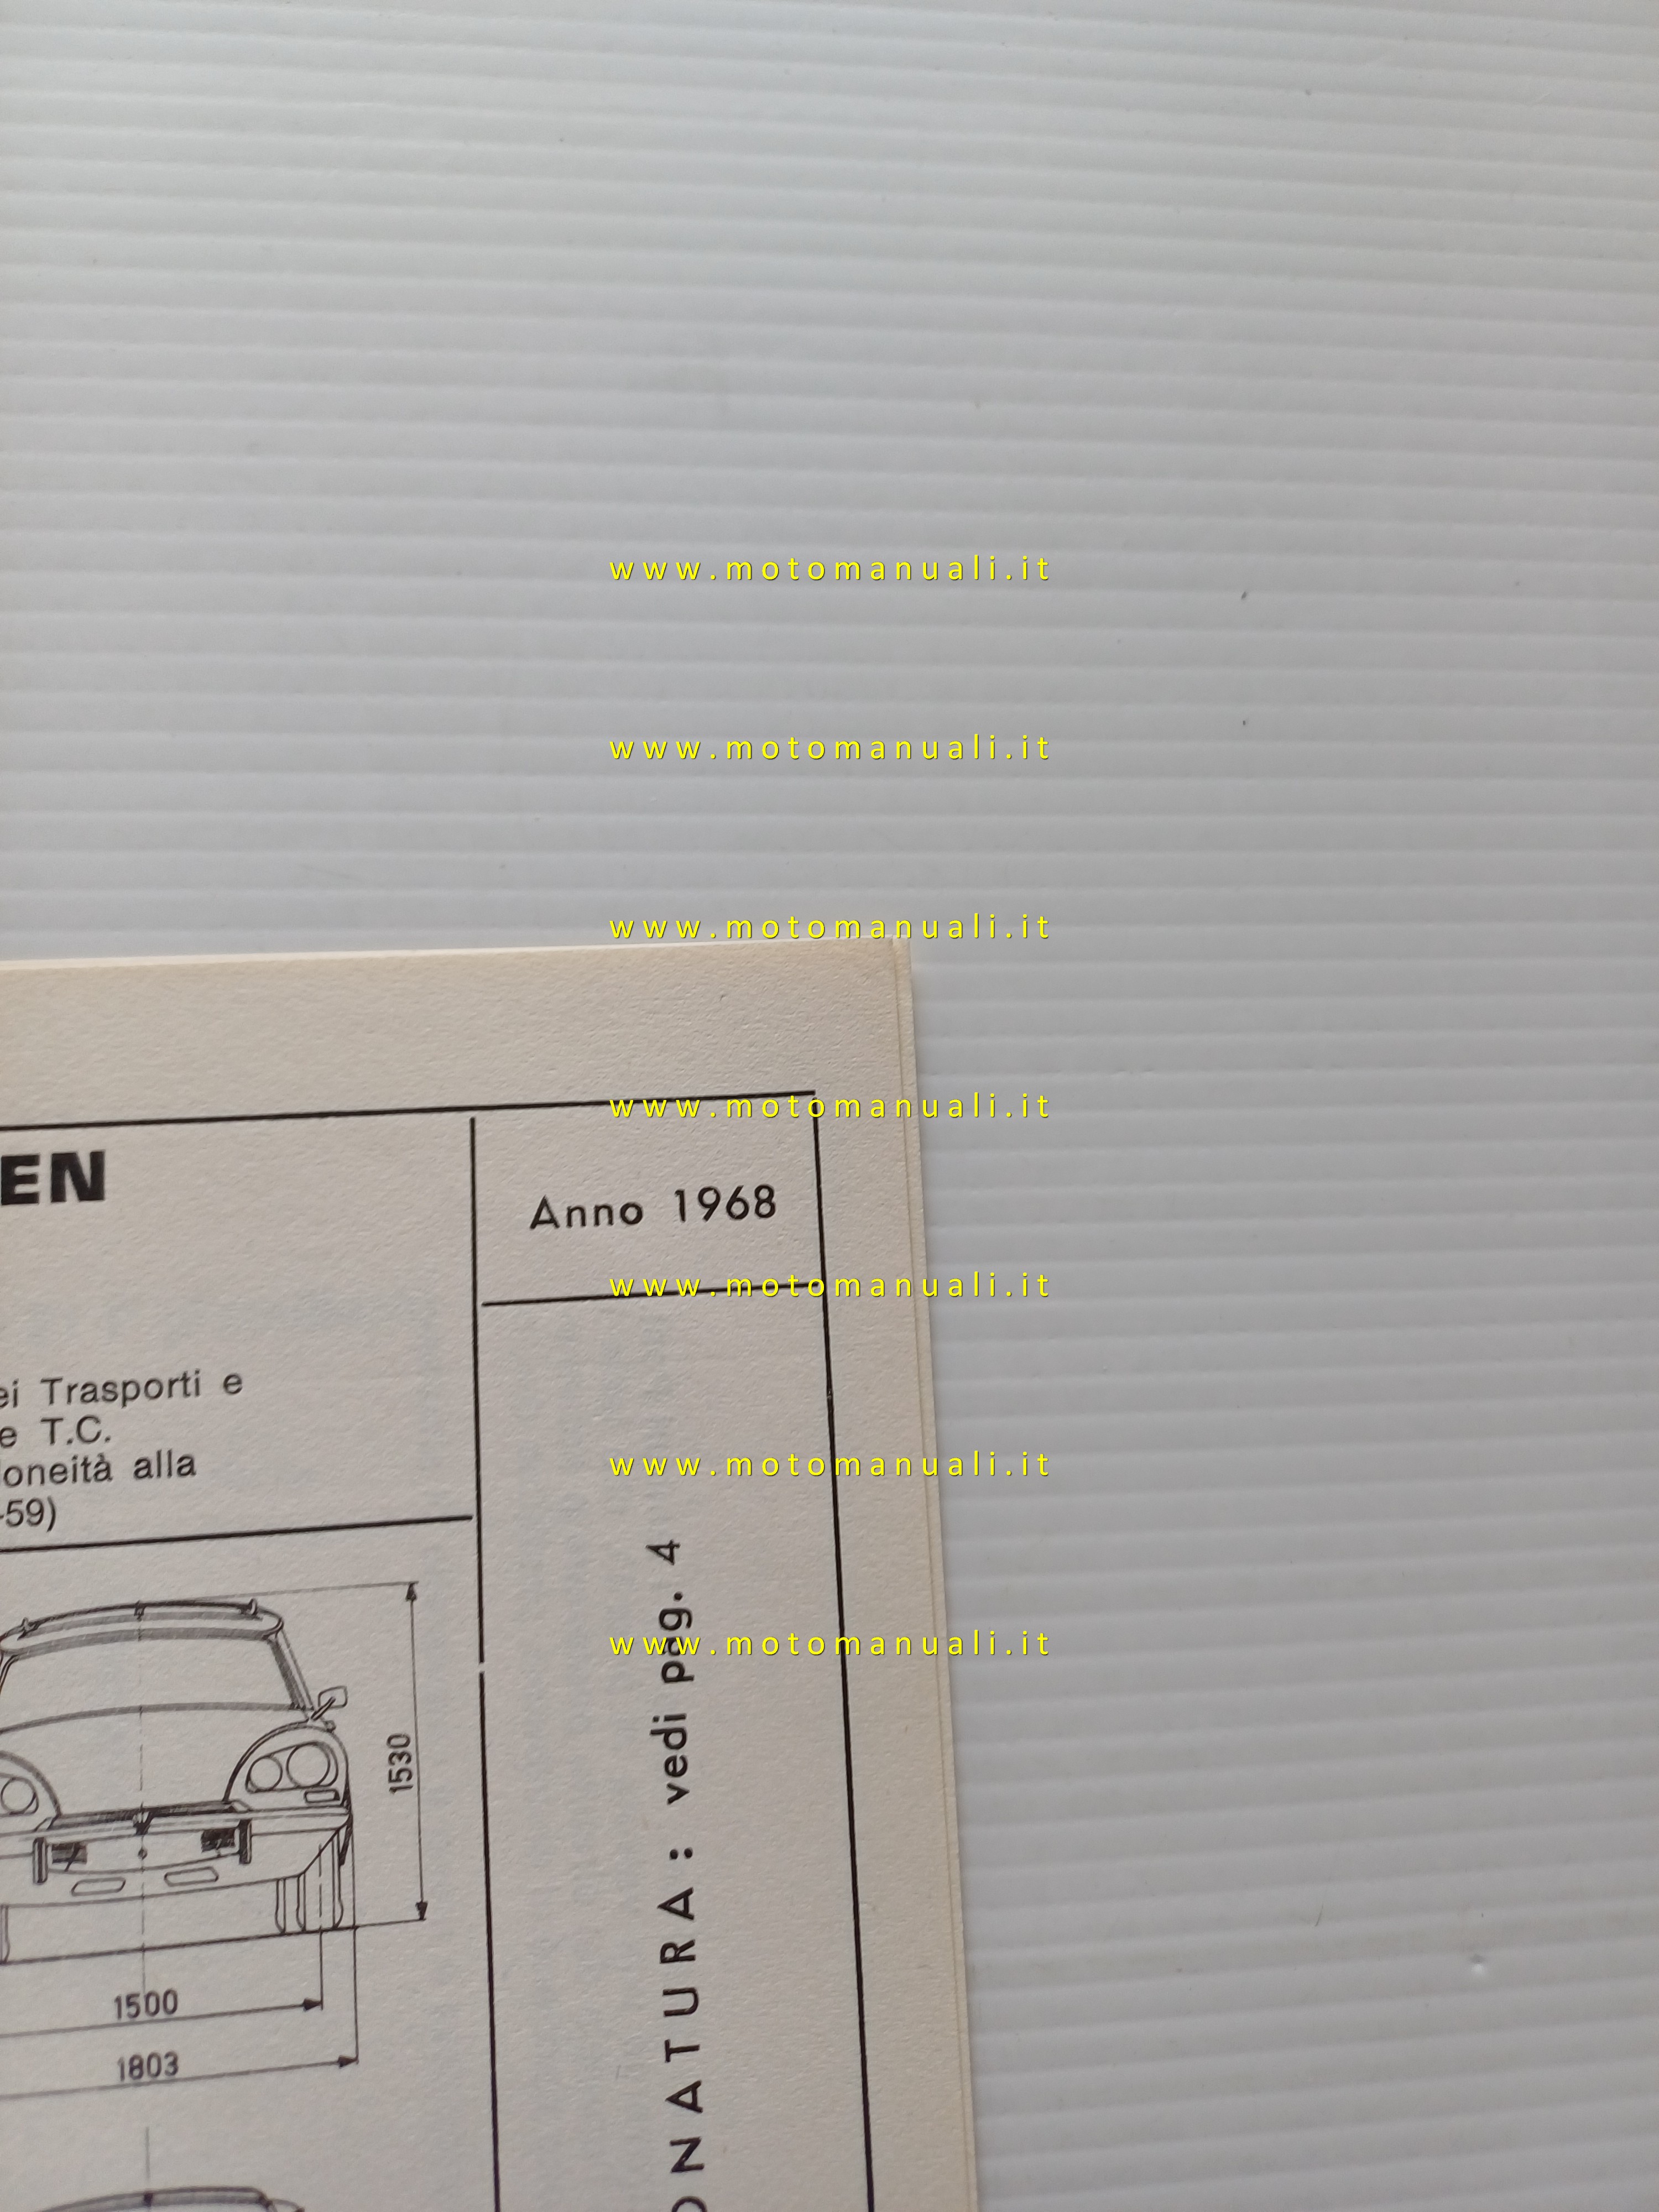 www.motomanuali.it
www.motomanuali.it
www.motomanuali.it
www.motomanuali.it
EN
Anno 1968
www.motomanuali.it
ei Trasporti e
e T.C.
oneità alla
-59)
www.motomanuali.it
www.motomanuali.it
ONATURA: vedi pag. 4
1530
1500
1803